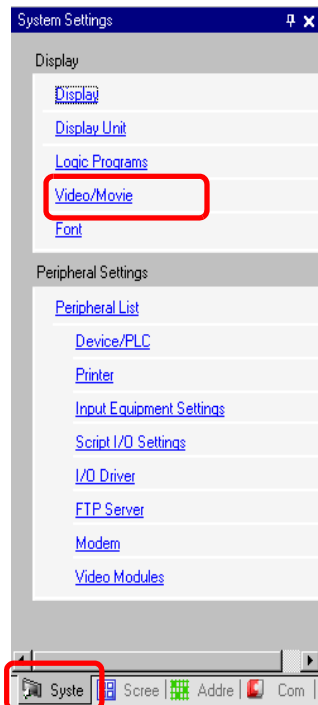 System Settings
Display
Display
Display Unit
Logic Programs
Video/Movie
Font
Peripheral Settings
Peripheral List
Device/PLC
Printer
Input Equipment Settings
Script I/O Settings
I/O Driver
FTP Server
Modem
Video Modules
Syste Scree Addre Com